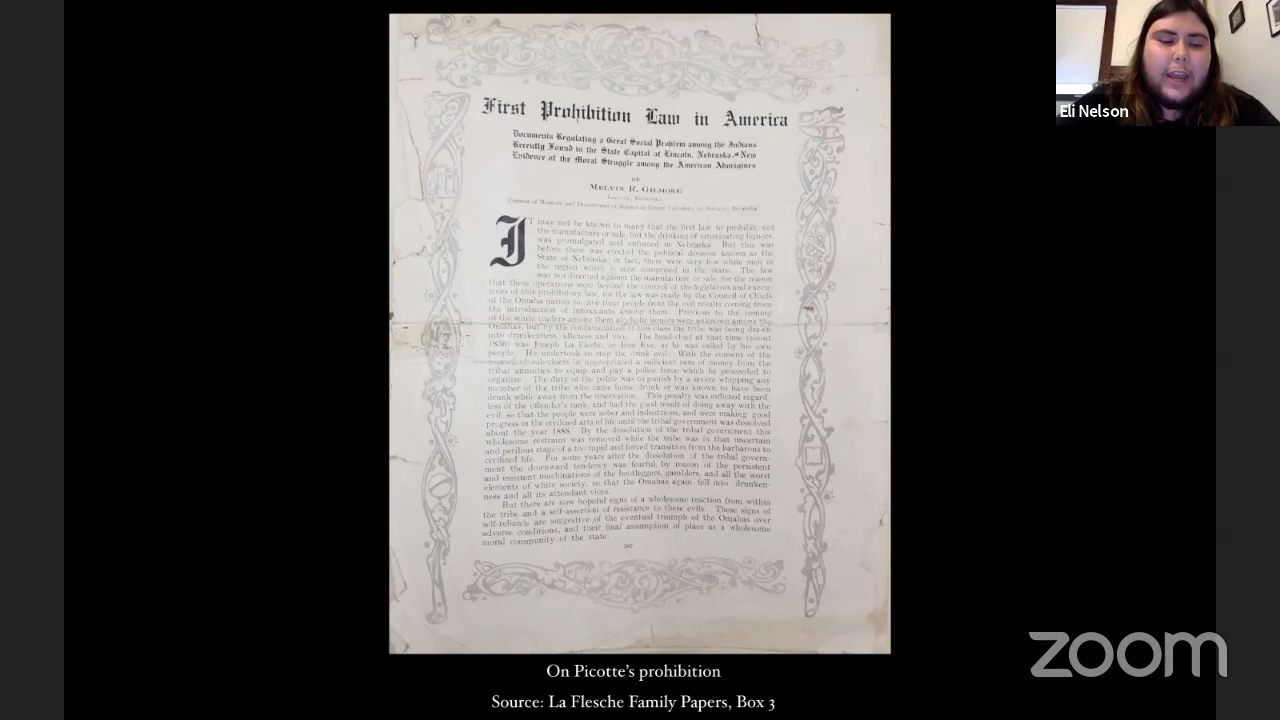 Eli Nelson
First Prohibition Law in America
Documents Regulating a Great Social Problem among the Indians
Recently Found in the State Capitol at Lincoln, Nebraska—New
Evidence of the Moral Struggle among the American Aborigines
BY
MELVIN R. GILMORE
LINCOLN, NEBRASKA
Curator of Museum and Department of Science at Cotner University at Bethany, Nebraska
IT may not be known to many that the first law to prohibit, not
the manufacture or sale, but the drinking of intoxicating liquors,
was promulgated and enforced in Nebraska. But this was
before there was erected the political division known as the
State of Nebraska; in fact, there were very few white men in
the region which is now comprised in the state. The law
was not directed against the manufacture or sale for the reason
that these operations were beyond the control of the legislators and execu-
tives of this prohibitory law, for the law was made by the Council of Chiefs
of the Omaha nation to save their people from the evil results coming from
the introduction of intoxicants among them. Previous to the coming
of the white traders among them alcoholic liquors were unknown among the
Omahas, but by the contamination of this class the tribe was being drawn
into drunkenness, idleness and vice. The head-chief at that time (about
1856) was Joseph La Fleche, or Iron Eye, as he was called by his own
people. He undertook to stop the drink evil. With the consent of the
council of sub-chiefs he appropriated a sufficient sum of money from the
tribal annuities to equip and pay a police force which he proceeded to
organize. The duty of the police was to punish by a severe whipping any
member of the tribe who came home drunk or was known to have been
drunk while away from the reservation. This penalty was inflicted regard-
less of the offender's rank, and had the good result of doing away with the
evil, so that the people were sober and industrious, and were making good
progress in the civilized arts of life until the tribal government was dissolved
about the year 1888. By the dissolution of the tribal government this
wholesome restraint was removed while the tribe was in that uncertain
and perilous stage of a too rapid and forced transition from the barbarous to
civilized life. For some years after the dissolution of the tribal govern-
ment the downward tendency was fearful, by reason of the persistent
and insistent machinations of the bootleggers, gamblers, and all the worst
elements of white society, so that the Omahas again fell into drunken-
ness and all its attendant vices.
But there are now hopeful signs of a wholesome reaction from within
the tribe and a self-assertion of resistance to these evils. These signs of
self-reliance are suggestive of the eventual triumph of the Omahas over
adverse conditions, and their final assumption of place as a wholesome
moral community of the state.
On Picotte's prohibition
Source: La Flesche Family Papers, Box 3
zoom